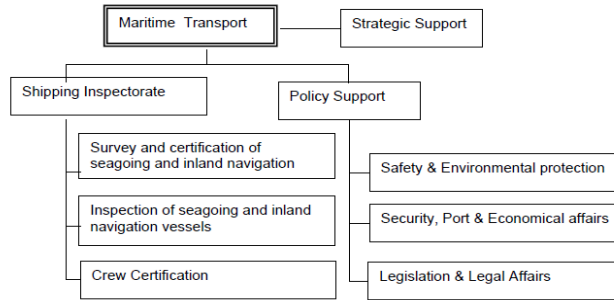 Maritime Transport
Strategic Support
Shipping Inspectorate
Policy Support
Survey and certification of
seagoing and inland navigation
Safety & Environmental protection
Inspection of seagoing and inland
navigation vessels
Security, Port & Economical affairs
Crew Certification
Legislation & Legal Affairs